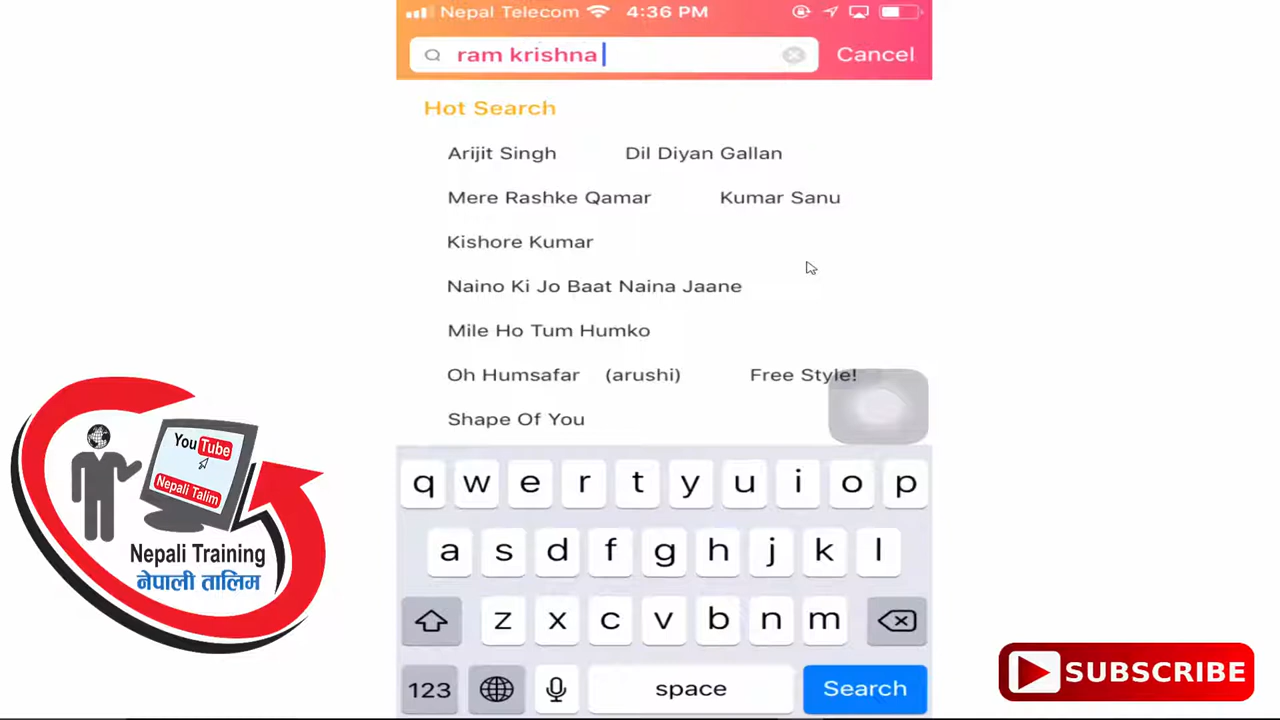 Nepal Telecom 4:36 PM
ram krishna Cancel
Hot Search
Arijit Singh Dil Diyan Gallan
Mere Rashke Qamar Kumar Sanu
Kishore Kumar
Naino Ki Jo Baat Naina Jaane
Mile Ho Tum Humko
Oh Humsafar (arushi) Free Style!
Shape Of You
q w e r t y u i o p
a s d f g h j k l
z x c v b n m
123 space Search
YouTube
Nepali Talim
Nepali Training
नेपाली तालिम
SUBSCRIBE